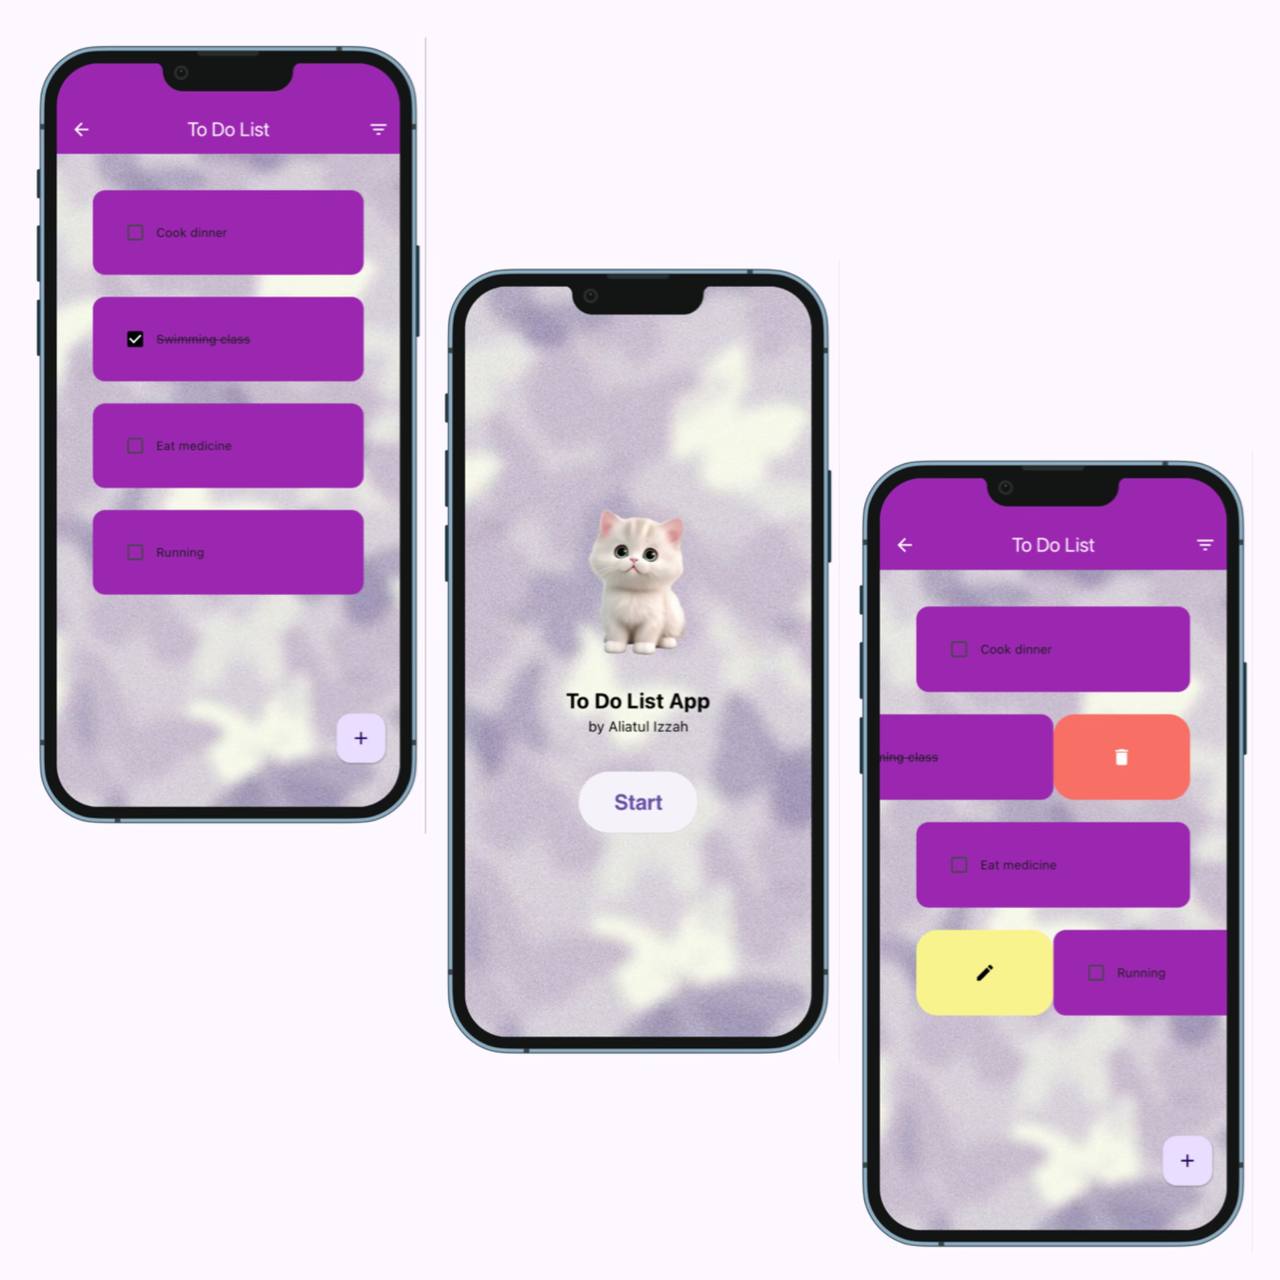 To Do List
Cook dinner
Swimming class
Eat medicine
Running
To Do List App
by Aliatul Izzah
Start
To Do List
Cook dinner
ming class
Eat medicine
Running